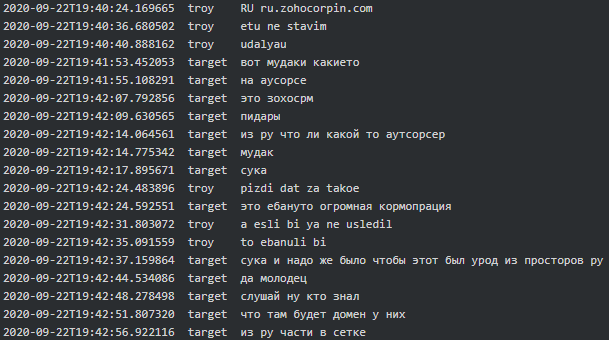 2020-09-22T19:40:24.169665 troy RU ru.zohocorpin.com
2020-09-22T19:40:36.680502 troy etu ne stavim
2020-09-22T19:40:40.888162 troy udalyau
2020-09-22T19:41:53.452053 target вот мудаки какието
2020-09-22T19:41:55.108291 target на аусорсе
2020-09-22T19:42:07.792856 target это зохосрм
2020-09-22T19:42:09.630565 target пидары
2020-09-22T19:42:14.064561 target из ру что ли какой то аутсорсер
2020-09-22T19:42:14.775342 target мудак
2020-09-22T19:42:17.895671 target сука
2020-09-22T19:42:24.483896 troy pizdi dat za takoe
2020-09-22T19:42:24.592551 target это ебануто огромная кормопрация
2020-09-22T19:42:31.803072 troy a esli bi ya ne usledil
2020-09-22T19:42:35.091559 troy to ebanuli bi
2020-09-22T19:42:37.159864 target сука и надо же было чтобы этот был урод из просторов ру
2020-09-22T19:42:44.534086 target да молодец
2020-09-22T19:42:48.278498 target слушай ну кто знал
2020-09-22T19:42:51.807320 target что там будет домен у них
2020-09-22T19:42:56.922116 target из ру части в сетке